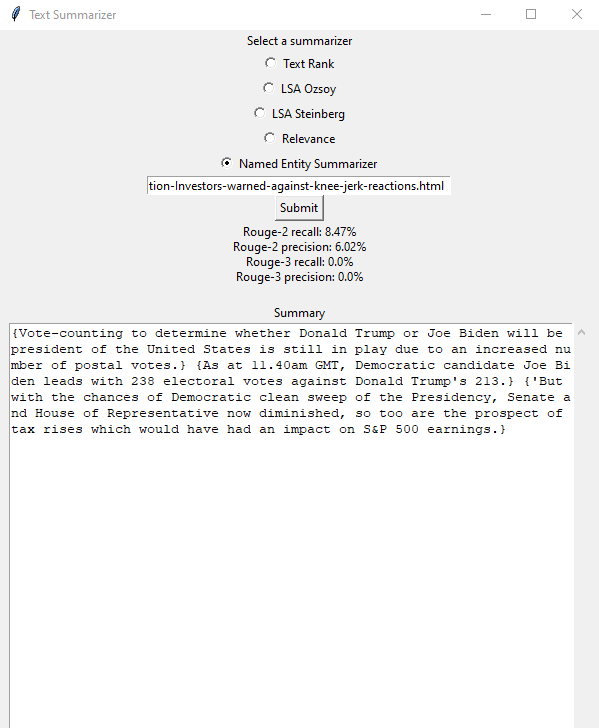 Text Summarizer
Select a summarizer
Text Rank
LSA Ozsoy
LSA Steinberg
Relevance
Named Entity Summarizer
tion-Investors-warned-against-knee-jerk-reactions.html
Submit
Rouge-2 recall: 8.47%
Rouge-2 precision: 6.02%
Rouge-3 recall: 0.0%
Rouge-3 precision: 0.0%
Summary
{Vote-counting to determine whether Donald Trump or Joe Biden will be
president of the United States is still in play due to an increased nu
mber of postal votes.} {As at 11.40am GMT, Democratic candidate Joe Bi
den leads with 238 electoral votes against Donald Trump's 213.} {'But
with the chances of Democratic clean sweep of the Presidency, Senate a
nd House of Representative now diminished, so too are the prospect of
tax rises which would have had an impact on S&P 500 earnings.}